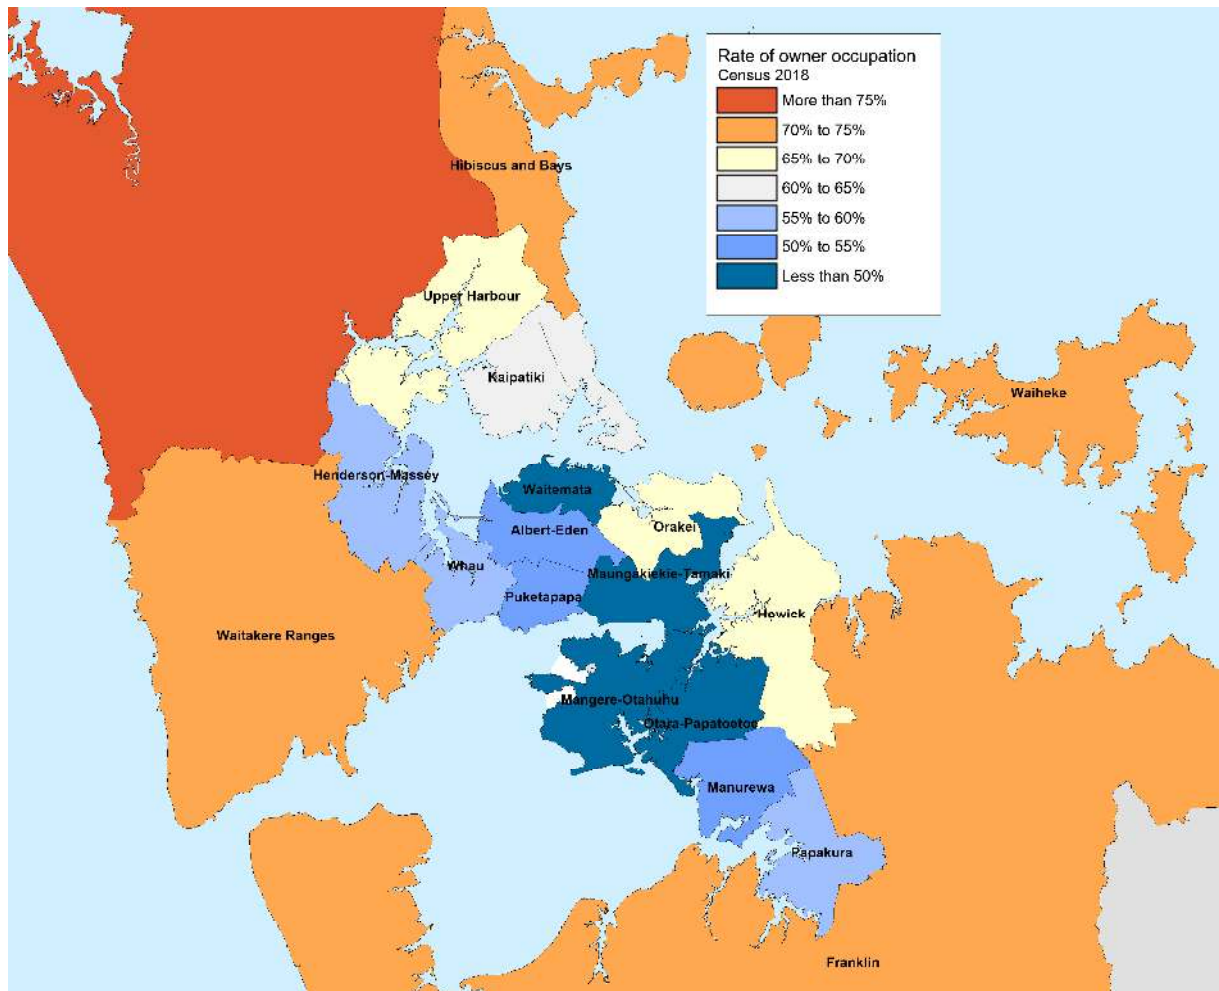 Rate of owner occupation
Census 2018
More than 75%
70% to 75%
65% to 70%
60% to 65%
55% to 60%
50% to 55%
Less than 50%
Hibiscus and Bays
Upper Harbour
Kaipatiki
Waiheke
Henderson-Massey
Waitemata
Albert-Eden
Orakei
Whau
Maungakiekie-Tamaki
Puketapapa
Howick
Waitakere Ranges
Mangere-Otahuhu
Otara-Papatoetoe
Manurewa
Papakura
Franklin